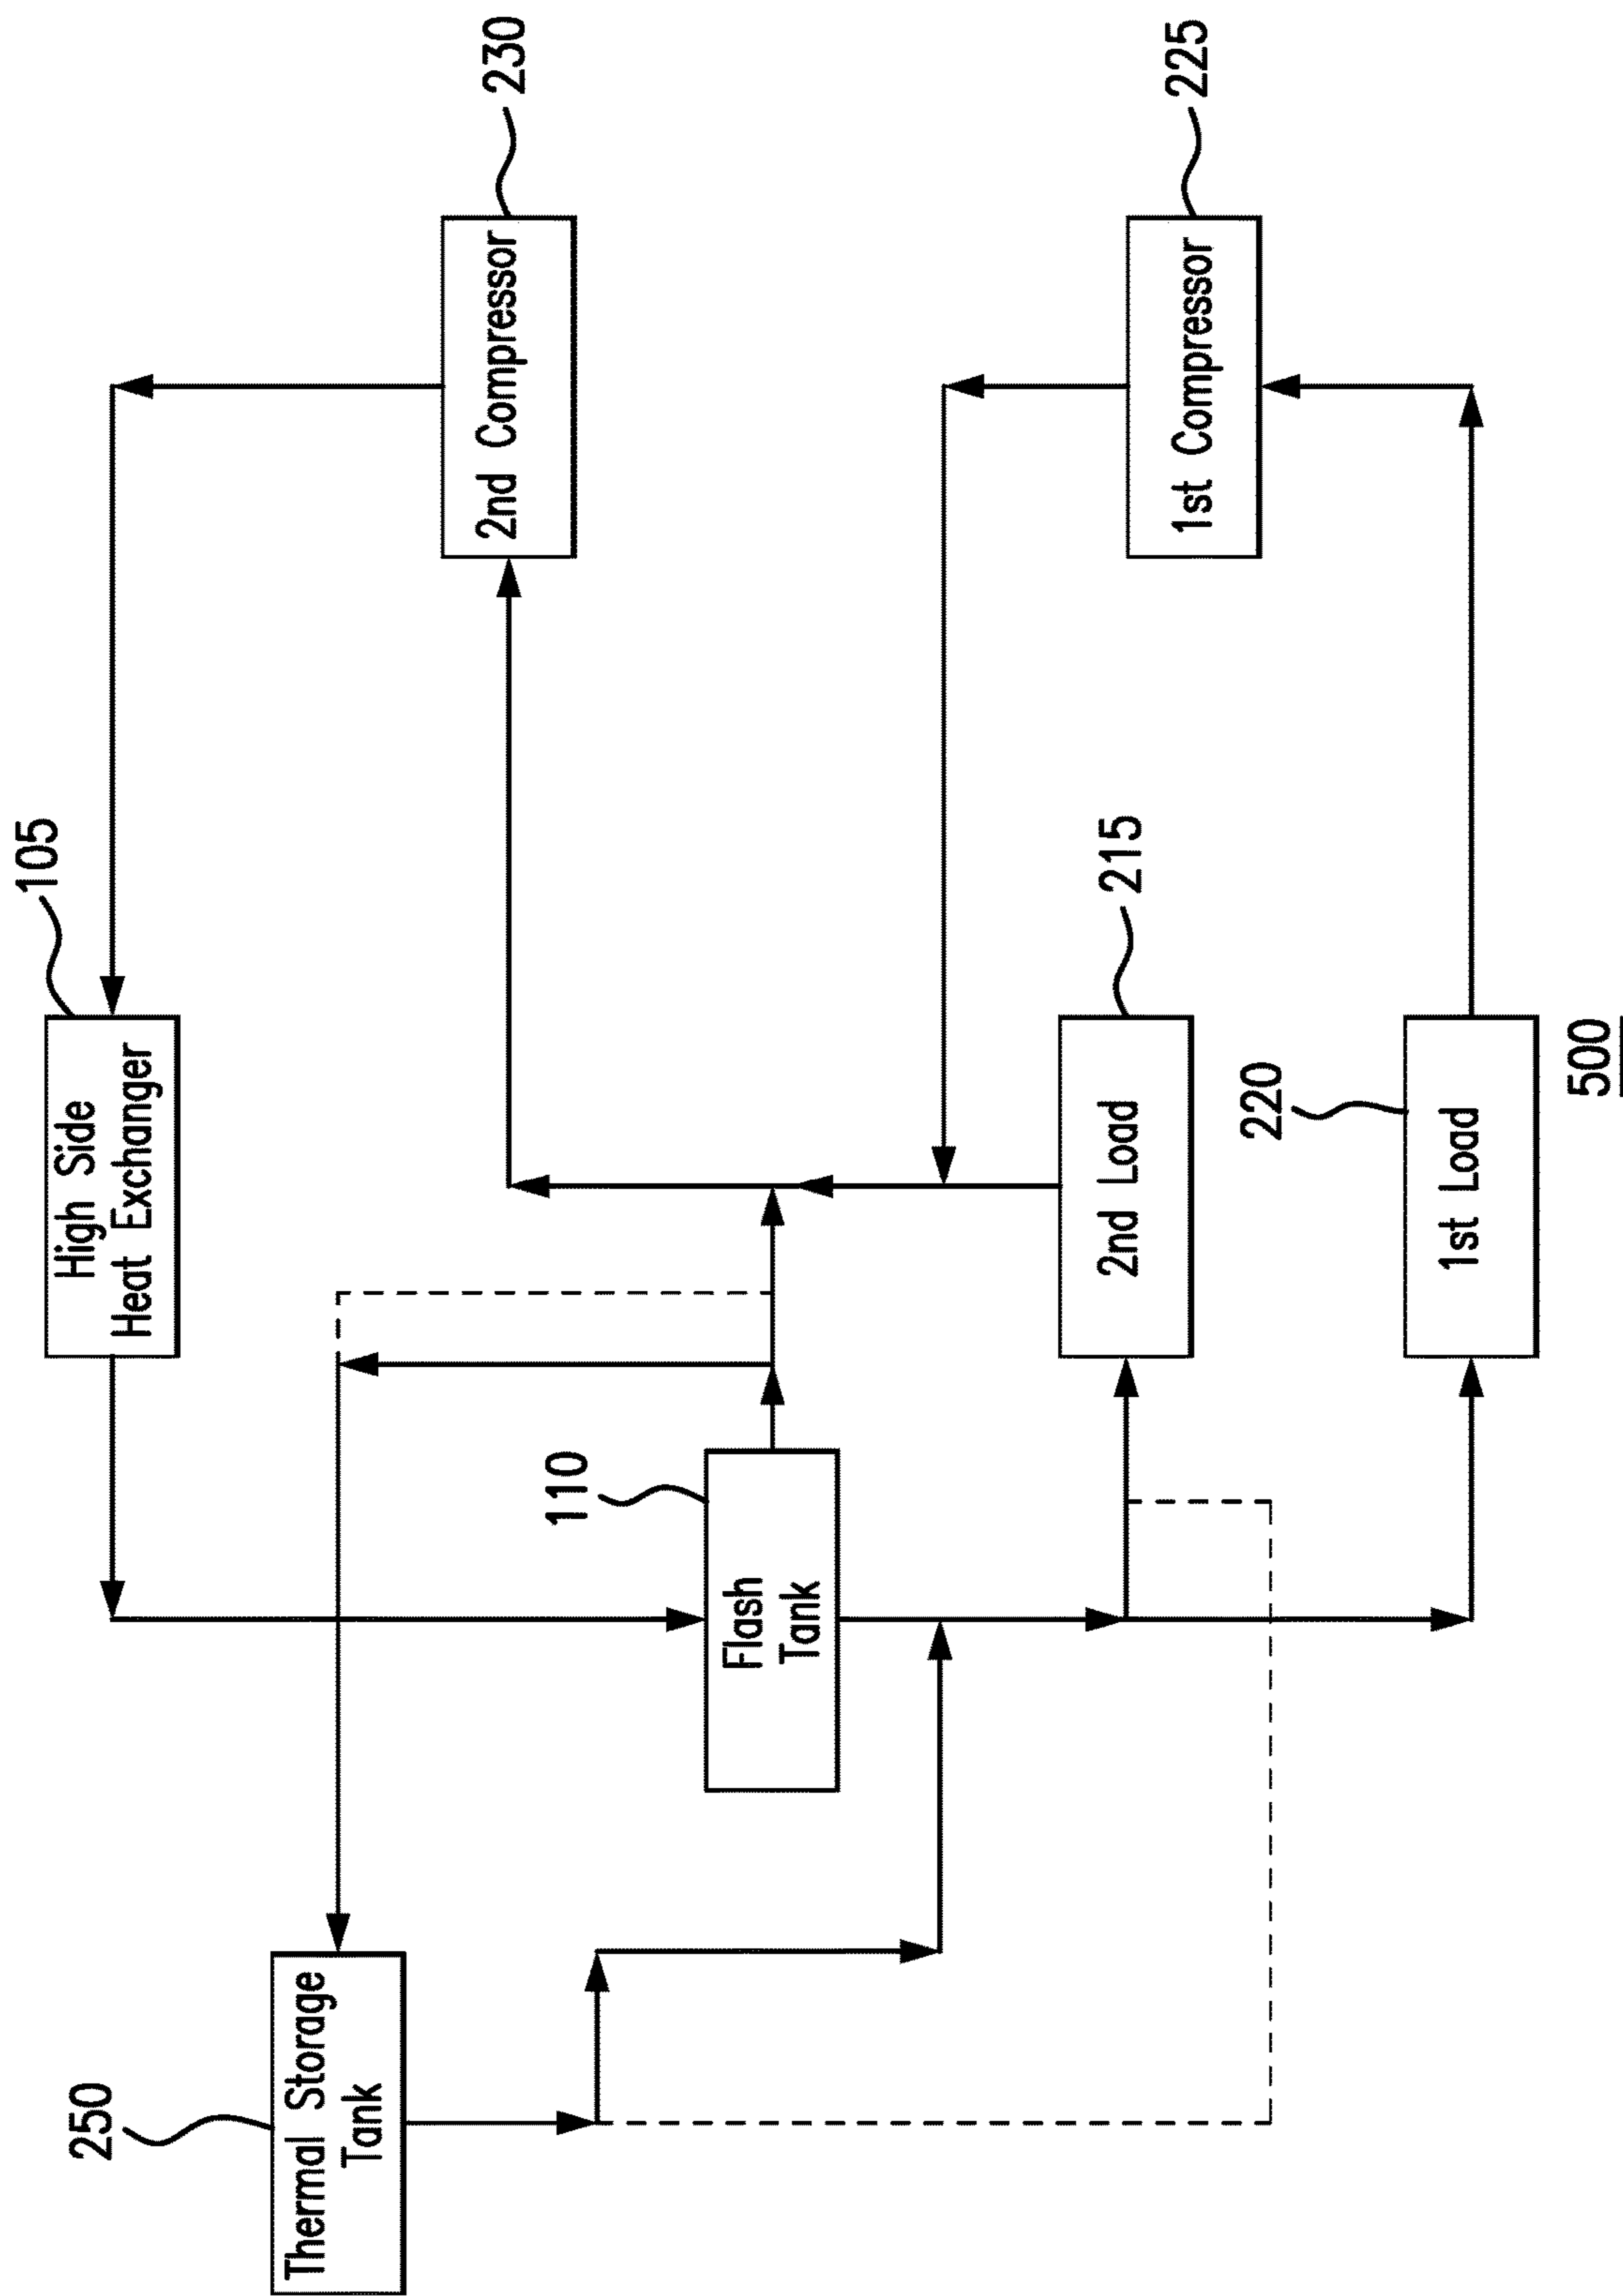 105
High Side
Heat Exchanger
230
2nd Compressor
250
Thermal Storage
Tank
110
Flash
Tank
215
2nd Load
225
1st Compressor
220
1st Load
500